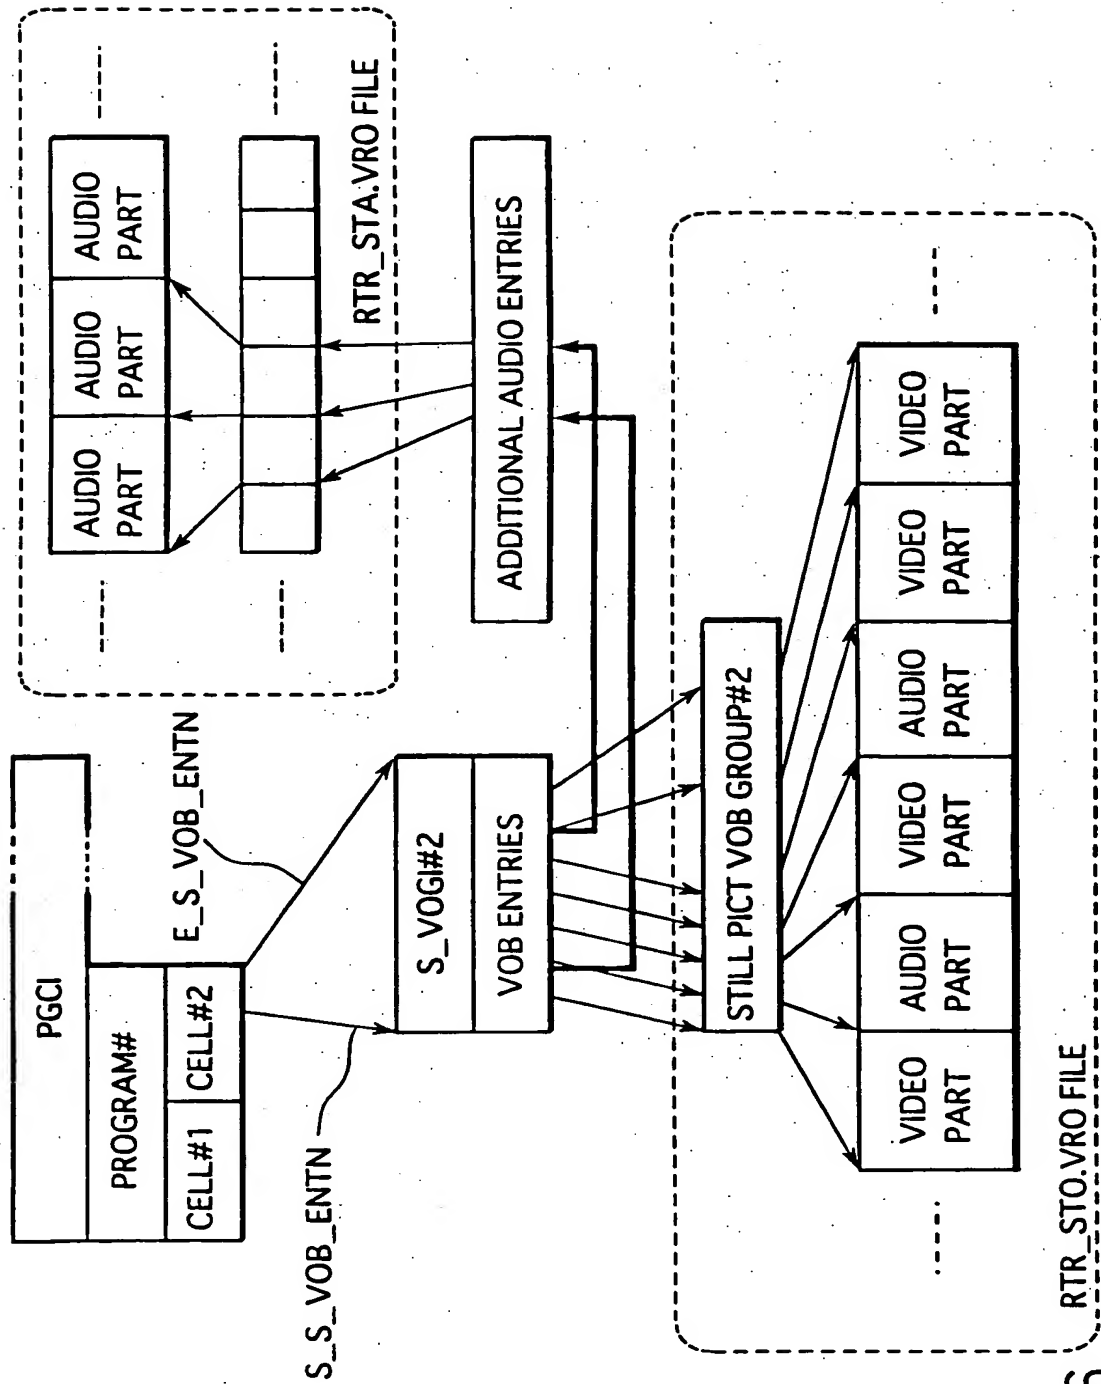 PGCI
PROGRAM#
CELL#1
CELL#2
E_S_VOB_ENTN
S_S_VOB_ENTN
S_VOGI#2
VOB ENTRIES
AUDIO
PART
AUDIO
PART
AUDIO
PART
RTR_STA.VRO FILE
ADDITIONAL AUDIO ENTRIES
STILL PICT VOB GROUP#2
VIDEO
PART
AUDIO
PART
VIDEO
PART
AUDIO
PART
VIDEO
PART
VIDEO
PART
RTR_STO.VRO FILE